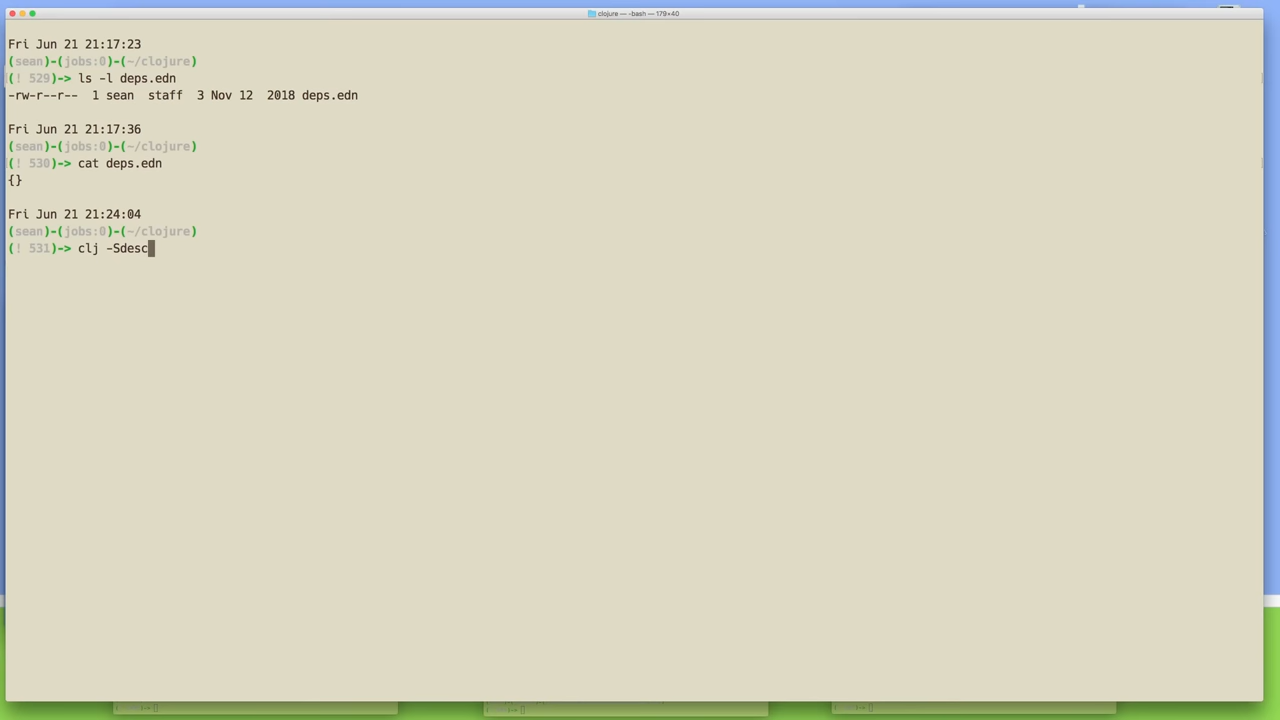 clojure — -bash — 179×40
Fri Jun 21 21:17:23
(sean)-(jobs:0)-(~/clojure)
(! 529)-> ls -l deps.edn
-rw-r--r--  1 sean  staff  3 Nov 12  2018 deps.edn
Fri Jun 21 21:17:36
(sean)-(jobs:0)-(~/clojure)
(! 530)-> cat deps.edn
{}
Fri Jun 21 21:24:04
(sean)-(jobs:0)-(~/clojure)
(! 531)-> clj -Sdesc